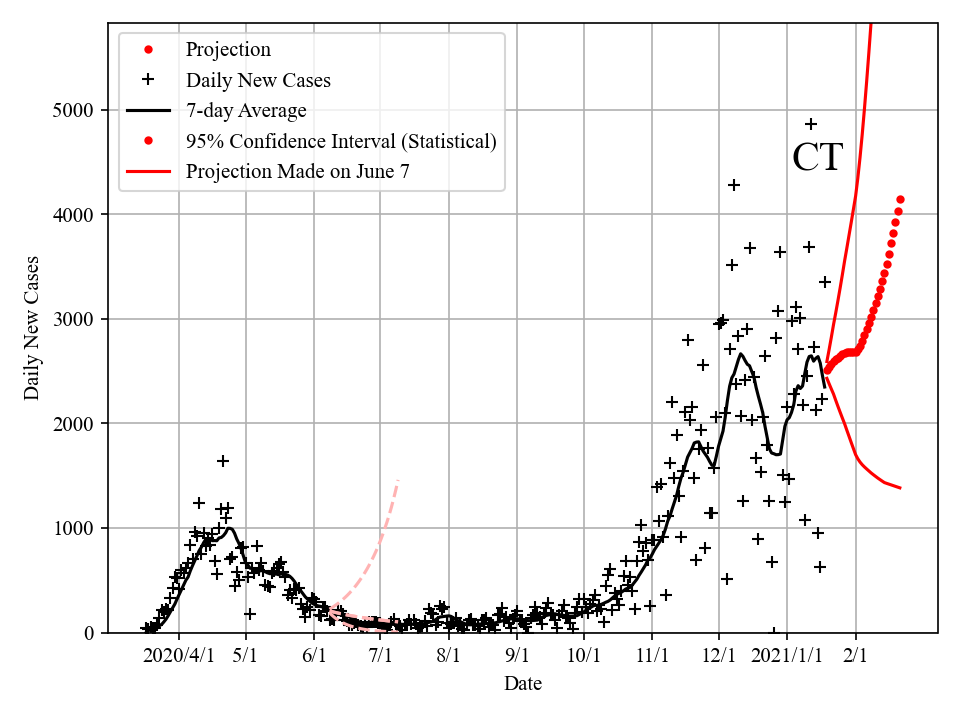 Projection
Daily New Cases
7-day Average
95% Confidence Interval (Statistical)
Projection Made on June 7
CT
5000
4000
3000
2000
1000
0
Daily New Cases
2020/4/1 5/1 6/1 7/1 8/1 9/1 10/1 11/1 12/1 2021/1/1 2/1
Date